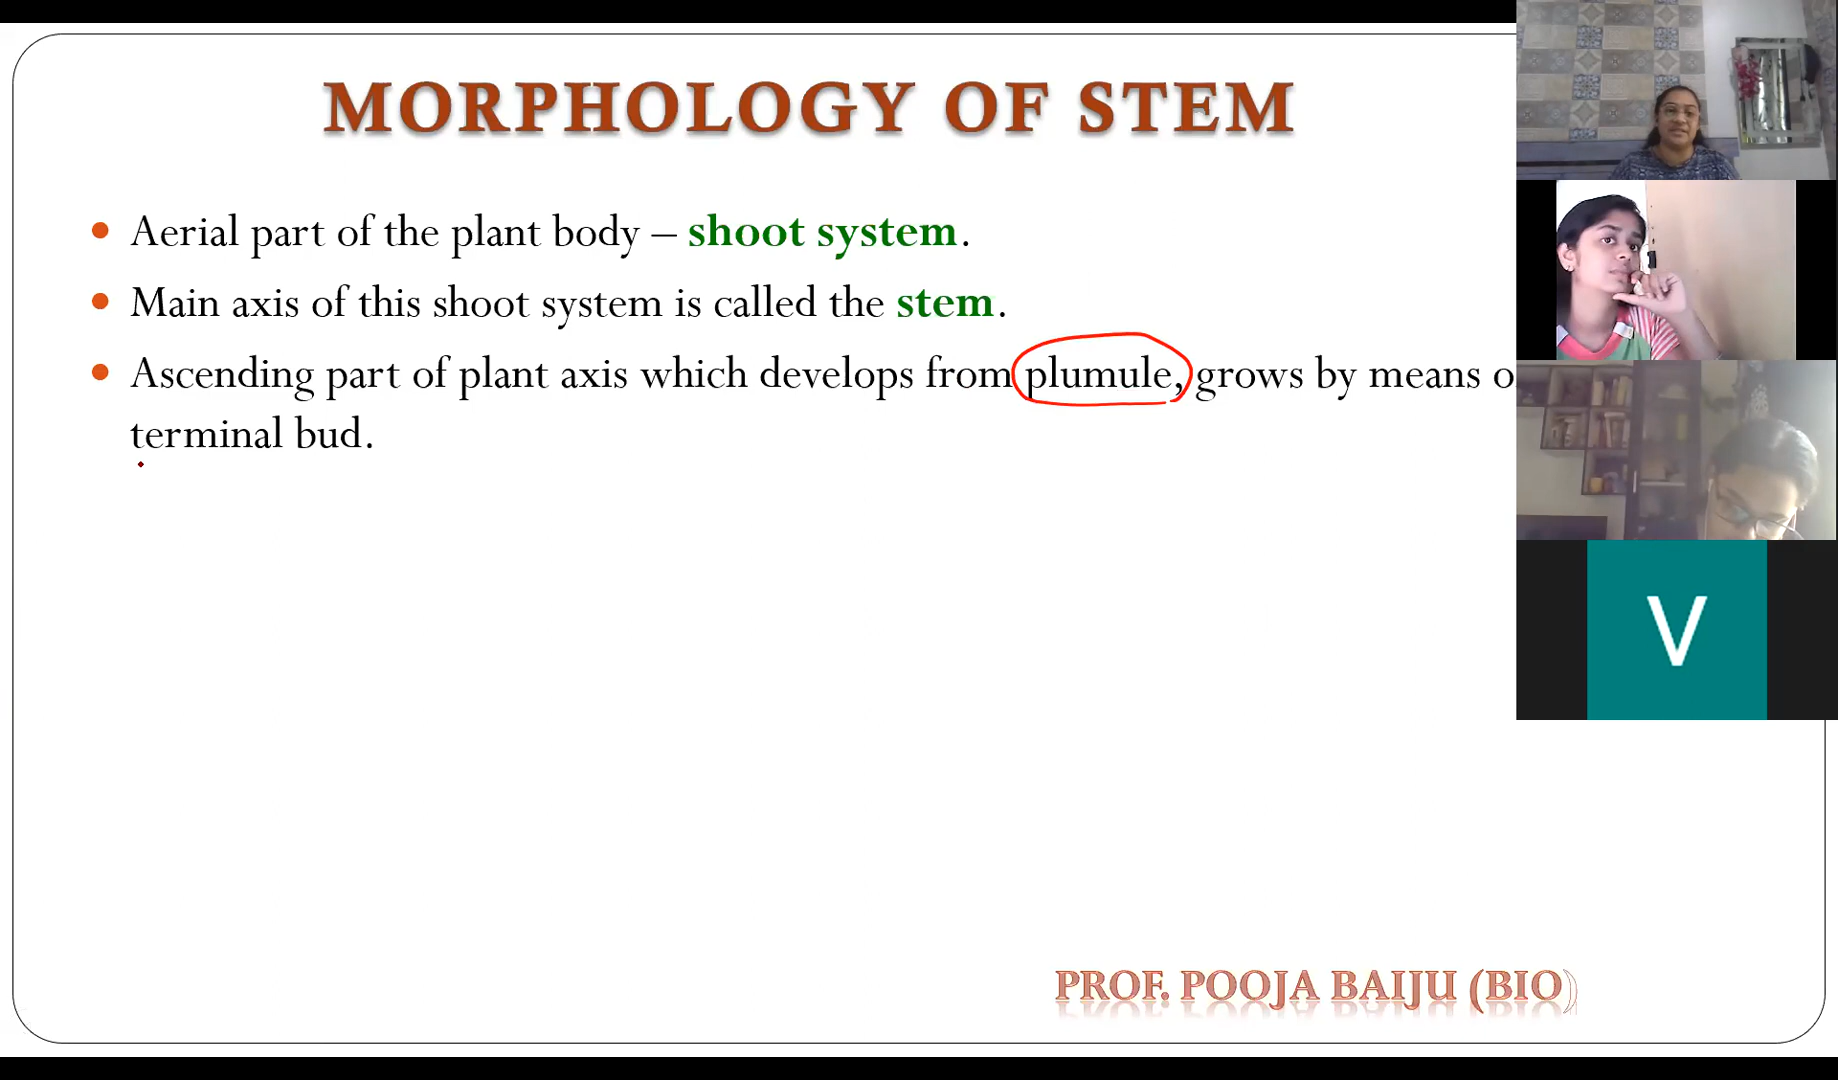 MORPHOLOGY OF STEM
• Aerial part of the plant body – shoot system.
• Main axis of this shoot system is called the stem.
• Ascending part of plant axis which develops from plumule, grows by means
terminal bud.
V
PROF. POOJA BAIJU (BIO)